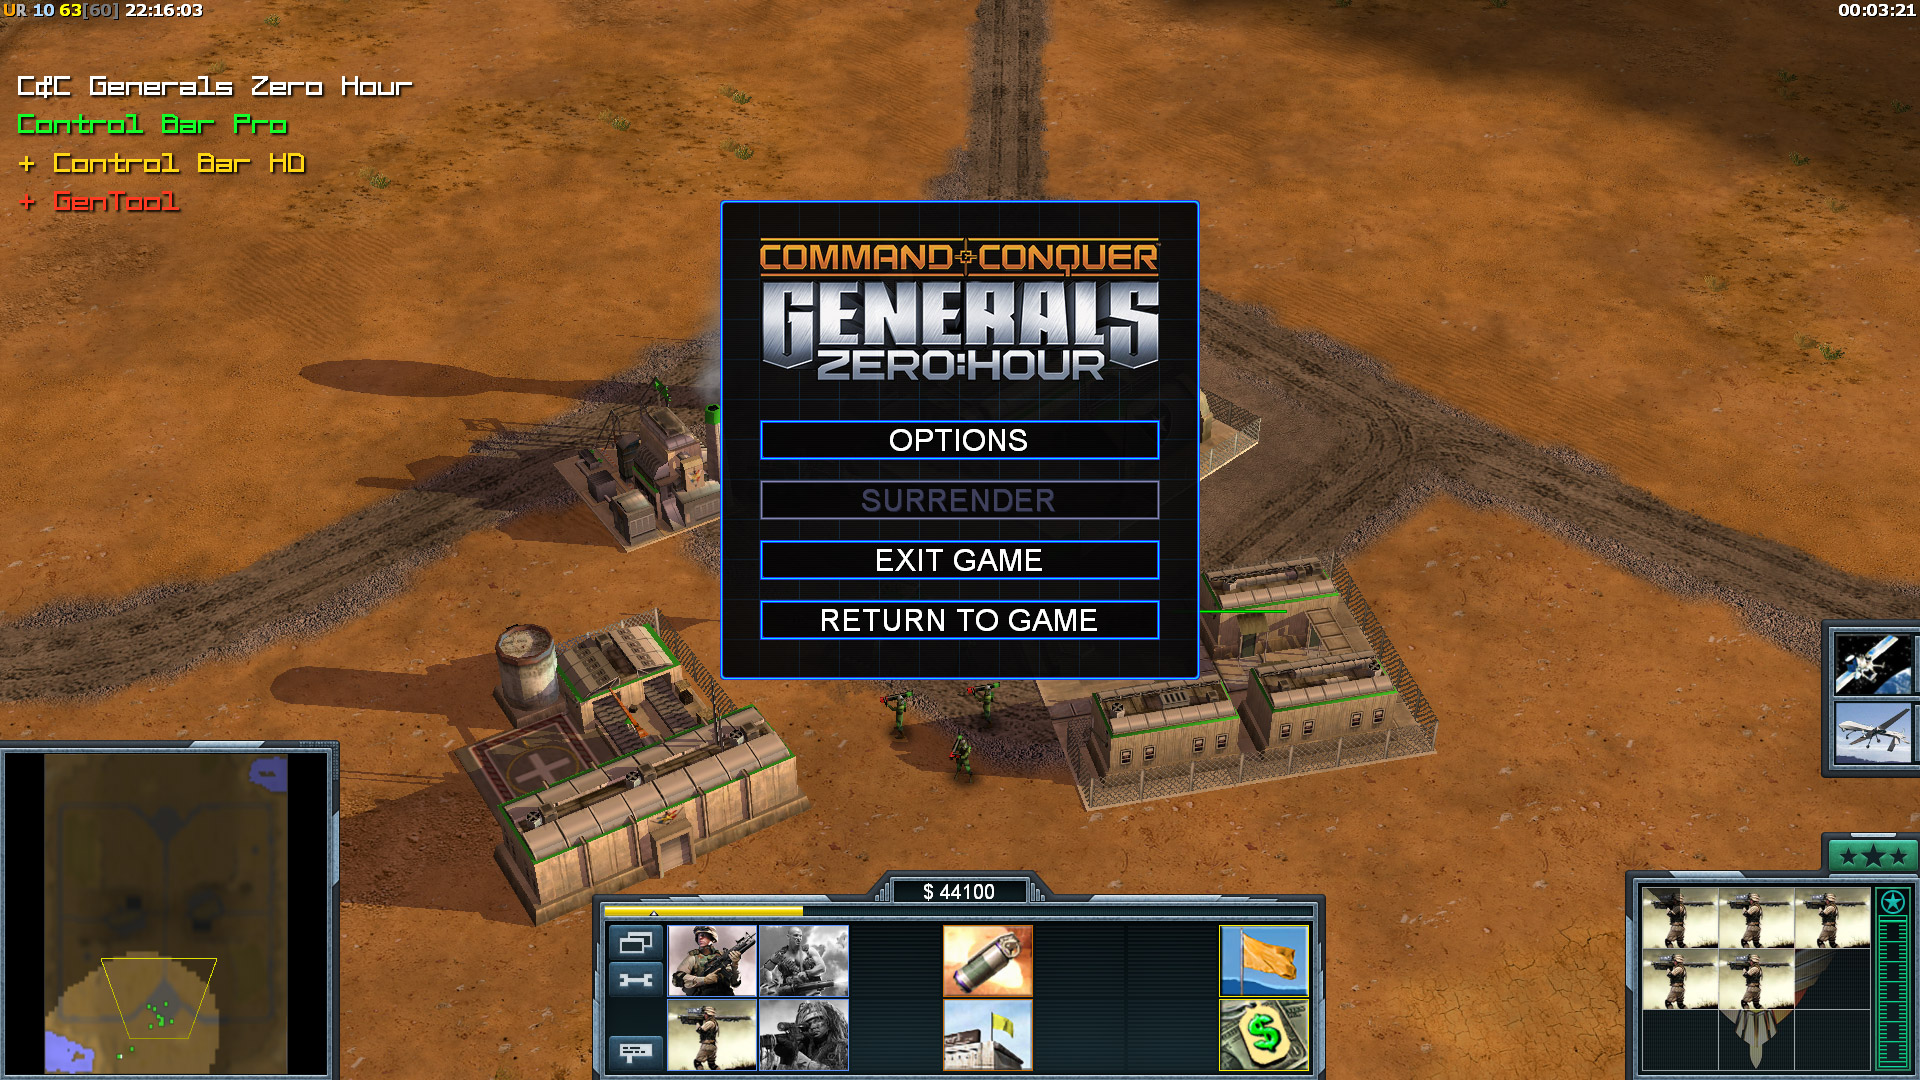 UR 10 63[60] 22:16:03
00:03:21
C&C Generals Zero Hour
Control Bar Pro
+ Control Bar HD
+ GenTool
COMMAND CONQUER
GENERALS
ZERO:HOUR
OPTIONS
SURRENDER
EXIT GAME
RETURN TO GAME
$ 44100